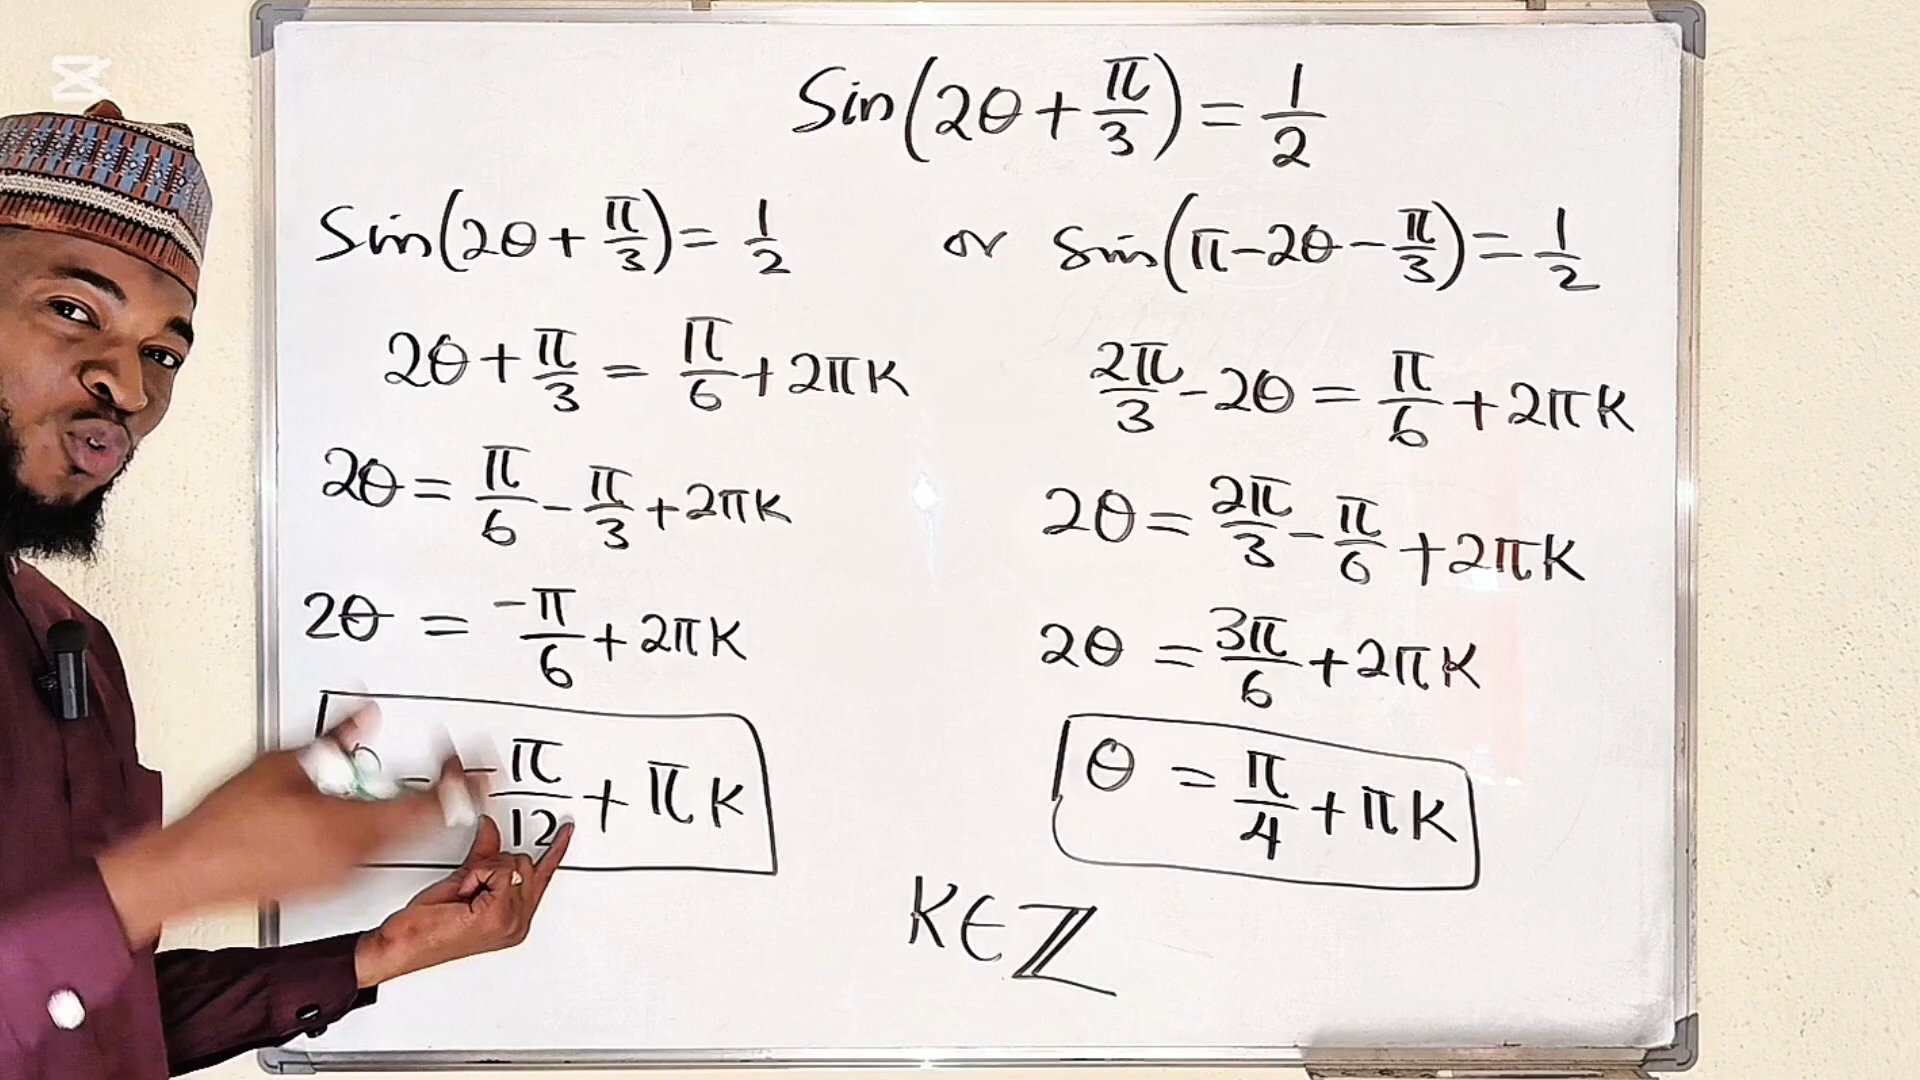 Sin(2θ + π/3) = 1/2
Sin(2θ + π/3) = 1/2 or Sin(π - 2θ - π/3) = 1/2
2θ + π/3 = π/6 + 2πK
2π/3 - 2θ = π/6 + 2πK
2θ = π/6 - π/3 + 2πK
2θ = 2π/3 - π/6 + 2πK
2θ = -π/6 + 2πK
2θ = 3π/6 + 2πK
-π/12 + πK
θ = π/4 + πK
K∈ℤ